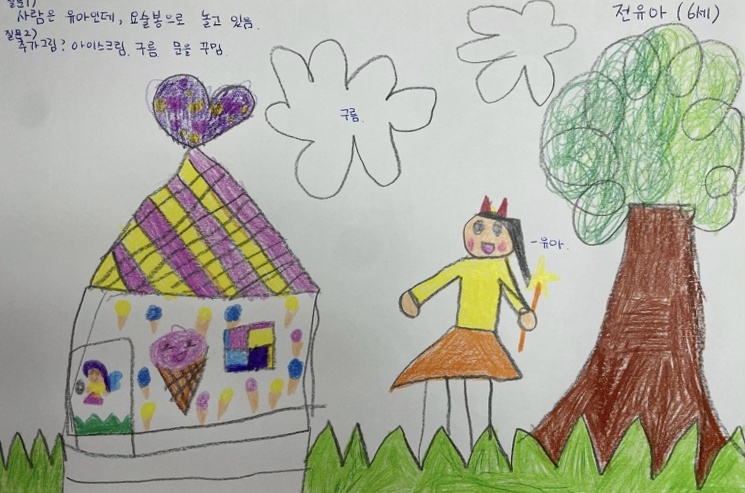 질문1)
사람은 유아인데, 요술봉으로 놀고 있음.
질문2)
추가그림? 아이스크림, 구름, 문을 꾸밈.
전유아 (6세)
구름.
-유아.